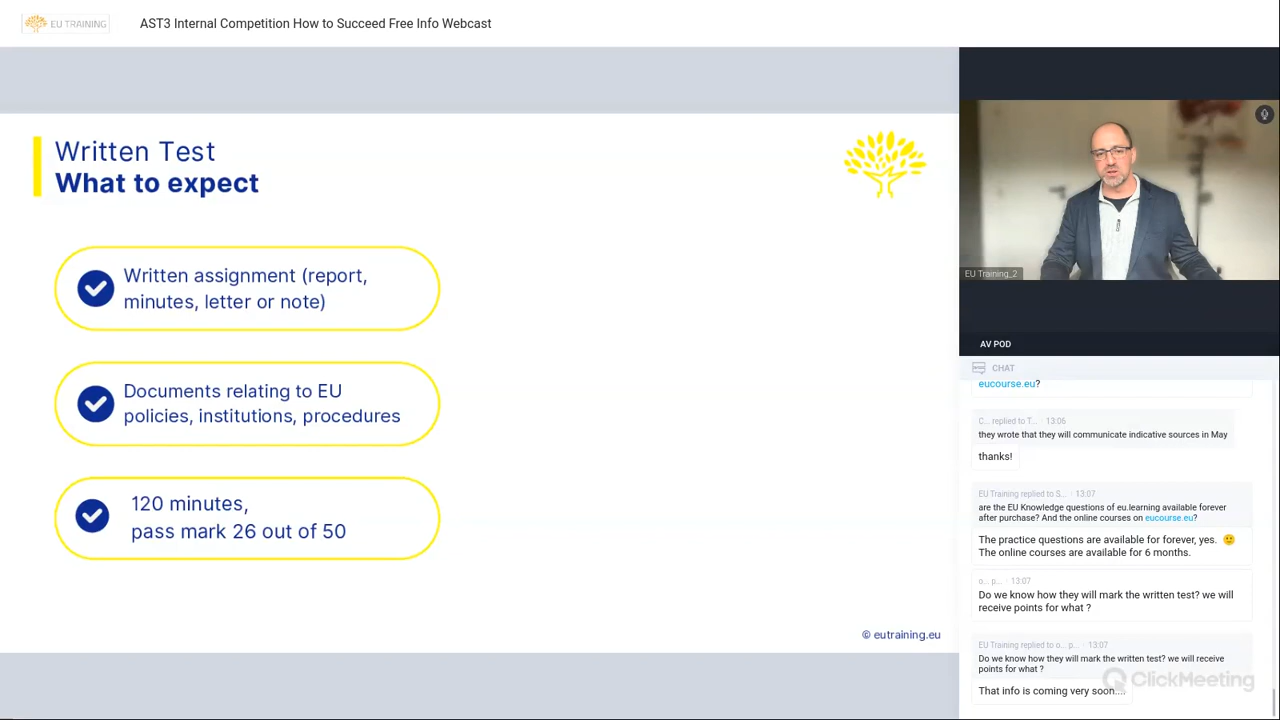 EU TRAINING
AST3 Internal Competition How to Succeed Free Info Webcast
Written Test
What to expect
Written assignment (report,
minutes, letter or note)
Documents relating to EU
policies, institutions, procedures
120 minutes,
pass mark 26 out of 50
© eutraining.eu
EU Training_2
AV POD
CHAT
eucourse.eu?
C... replied to T... · 13:06
they wrote that they will communicate indicative sources in May
thanks!
EU Training replied to S... · 13:07
are the EU Knowledge questions of eu.learning available forever
after purchase? And the online courses on eucourse.eu?
The practice questions are available for forever, yes. 🙂
The online courses are available for 6 months.
o... p... · 13:07
Do we know how they will mark the written test? we will
receive points for what ?
EU Training replied to o... p... · 13:07
Do we know how they will mark the written test? we will receive
points for what ?
That info is coming very soon....
ClickMeeting